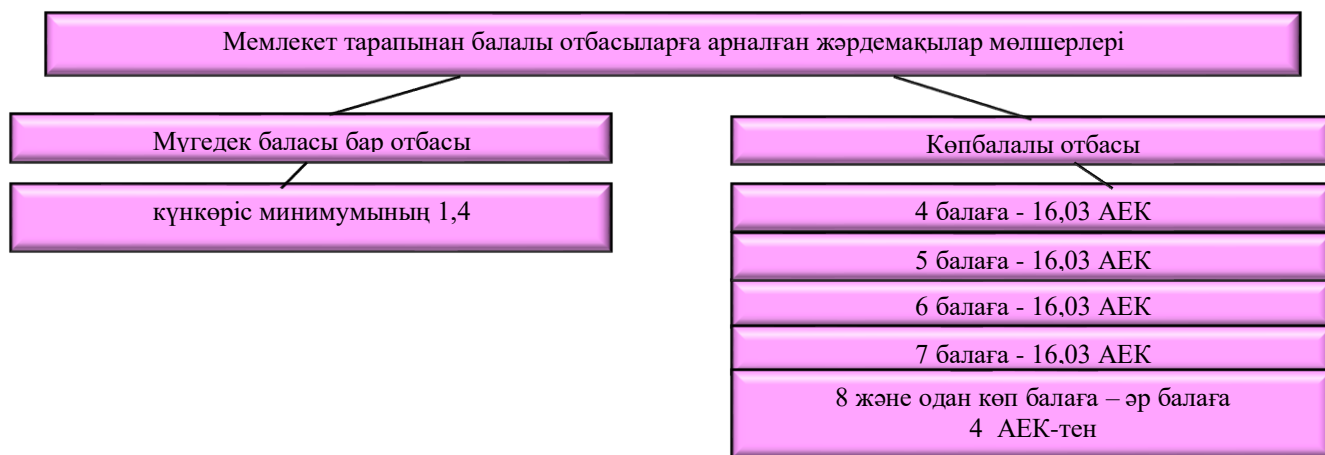 Мемлекет тарапынан балалы отбасыларға арналған жәрдемақылар мөлшерлері
Мүгедек баласы бар отбасы
күнкөріс минимумының 1,4
Көпбалалы отбасы
4 балаға - 16,03 АЕК
5 балаға - 16,03 АЕК
6 балаға - 16,03 АЕК
7 балаға - 16,03 АЕК
8 және одан көп балаға – әр балаға
4 АЕК-тен